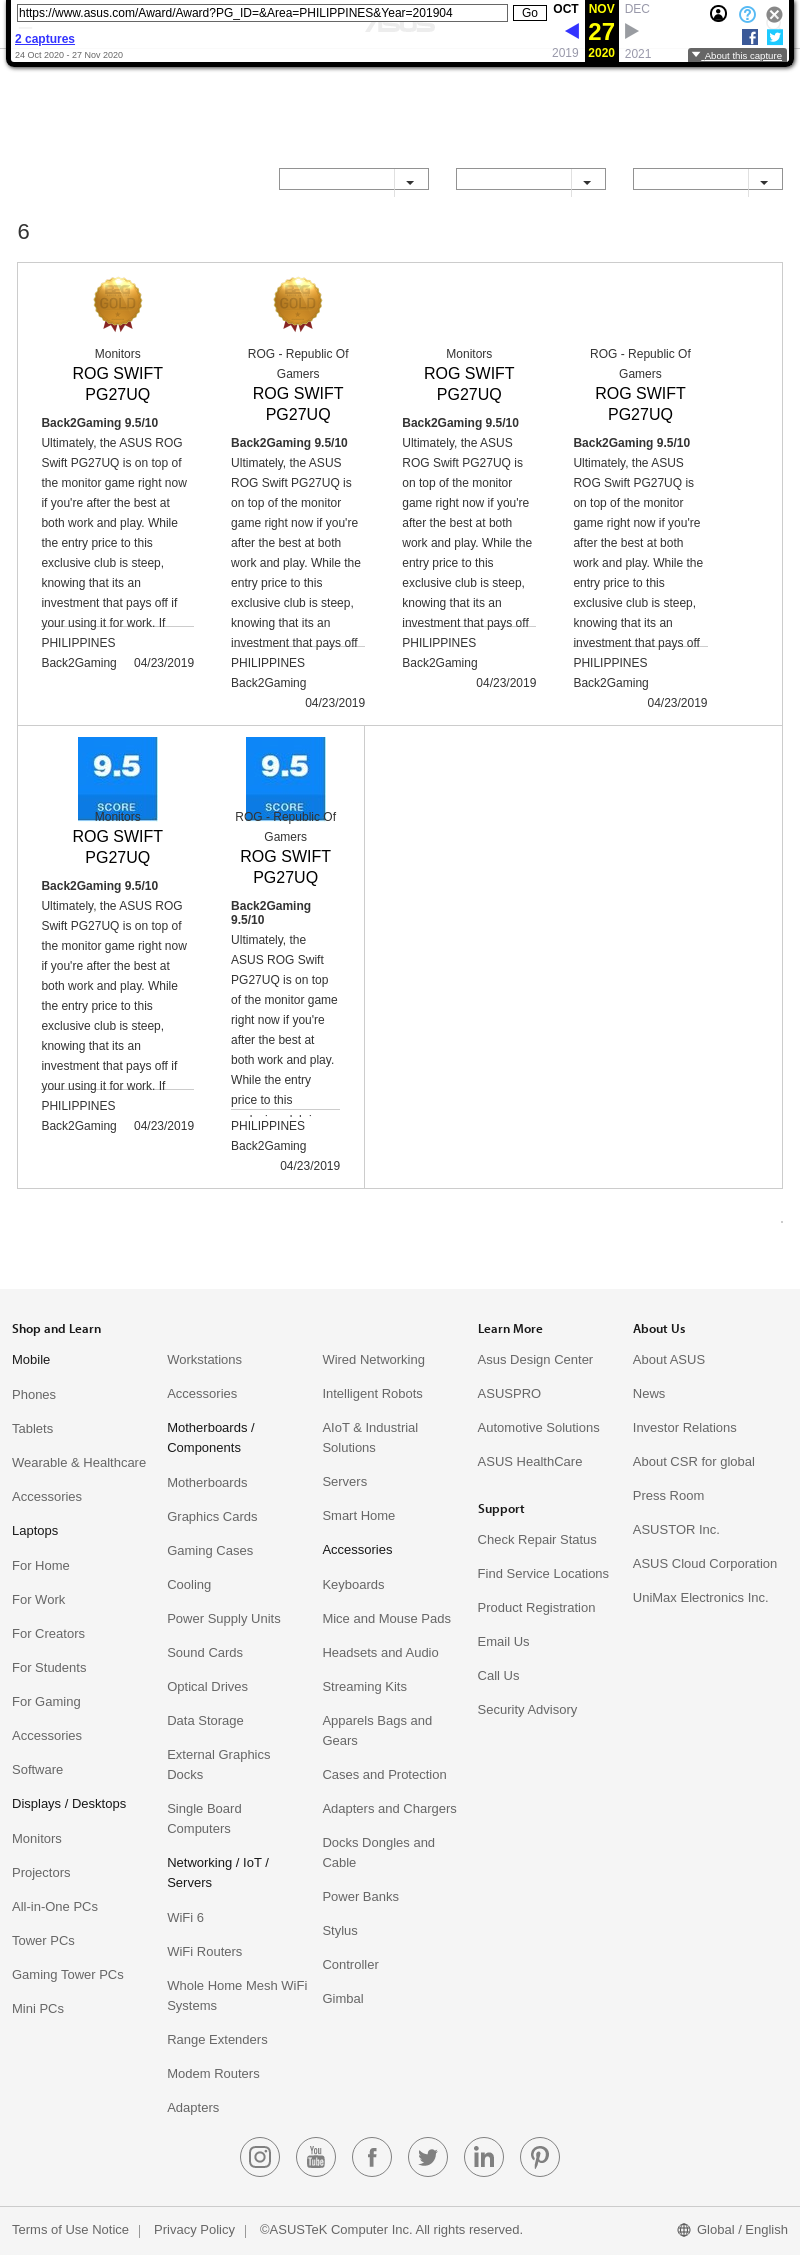 https://www.asus.com/Award/Award?PG_ID=&Area=PHILIPPINES&Year=201904
Go
OCT NOV DEC
27
2019 2020 2021
2 captures
24 Oct 2020 - 27 Nov 2020
About this capture
6
GOLD
Monitors
ROG SWIFT
PG27UQ
Back2Gaming 9.5/10
Ultimately, the ASUS ROG
Swift PG27UQ is on top of
the monitor game right now
if you're after the best at
both work and play. While
the entry price to this
exclusive club is steep,
knowing that its an
investment that pays off if
your using it for work. If
PHILIPPINES
Back2Gaming 04/23/2019
GOLD
ROG - Republic Of
Gamers
ROG SWIFT
PG27UQ
Back2Gaming 9.5/10
Ultimately, the ASUS
ROG Swift PG27UQ is
on top of the monitor
game right now if you're
after the best at both
work and play. While the
entry price to this
exclusive club is steep,
knowing that its an
investment that pays off
PHILIPPINES
Back2Gaming
04/23/2019
Monitors
ROG SWIFT
PG27UQ
Back2Gaming 9.5/10
Ultimately, the ASUS
ROG Swift PG27UQ is
on top of the monitor
game right now if you're
after the best at both
work and play. While the
entry price to this
exclusive club is steep,
knowing that its an
investment that pays off
PHILIPPINES
Back2Gaming
04/23/2019
ROG - Republic Of
Gamers
ROG SWIFT
PG27UQ
Back2Gaming 9.5/10
Ultimately, the ASUS
ROG Swift PG27UQ is
on top of the monitor
game right now if you're
after the best at both
work and play. While the
entry price to this
exclusive club is steep,
knowing that its an
investment that pays off
PHILIPPINES
Back2Gaming
04/23/2019
9.5
SCORE
Monitors
ROG SWIFT
PG27UQ
Back2Gaming 9.5/10
Ultimately, the ASUS ROG
Swift PG27UQ is on top of
the monitor game right now
if you're after the best at
both work and play. While
the entry price to this
exclusive club is steep,
knowing that its an
investment that pays off if
your using it for work. If
PHILIPPINES
Back2Gaming 04/23/2019
9.5
SCORE
ROG - Republic Of
Gamers
ROG SWIFT
PG27UQ
Back2Gaming
9.5/10
Ultimately, the
ASUS ROG Swift
PG27UQ is on top
of the monitor game
right now if you're
after the best at
both work and play.
While the entry
price to this
PHILIPPINES
Back2Gaming
04/23/2019
Shop and Learn
Mobile
Phones
Tablets
Wearable & Healthcare
Accessories
Laptops
For Home
For Work
For Creators
For Students
For Gaming
Accessories
Software
Displays / Desktops
Monitors
Projectors
All-in-One PCs
Tower PCs
Gaming Tower PCs
Mini PCs
Workstations
Accessories
Motherboards /
Components
Motherboards
Graphics Cards
Gaming Cases
Cooling
Power Supply Units
Sound Cards
Optical Drives
Data Storage
External Graphics
Docks
Single Board
Computers
Networking / IoT /
Servers
WiFi 6
WiFi Routers
Whole Home Mesh WiFi
Systems
Range Extenders
Modem Routers
Adapters
Wired Networking
Intelligent Robots
AIoT & Industrial
Solutions
Servers
Smart Home
Accessories
Keyboards
Mice and Mouse Pads
Headsets and Audio
Streaming Kits
Apparels Bags and
Gears
Cases and Protection
Adapters and Chargers
Docks Dongles and
Cable
Power Banks
Stylus
Controller
Gimbal
Learn More
Asus Design Center
ASUSPRO
Automotive Solutions
ASUS HealthCare
Support
Check Repair Status
Find Service Locations
Product Registration
Email Us
Call Us
Security Advisory
About Us
About ASUS
News
Investor Relations
About CSR for global
Press Room
ASUSTOR Inc.
ASUS Cloud Corporation
UniMax Electronics Inc.
You
Tube
Terms of Use Notice | Privacy Policy | ©ASUSTeK Computer Inc. All rights reserved.
Global / English